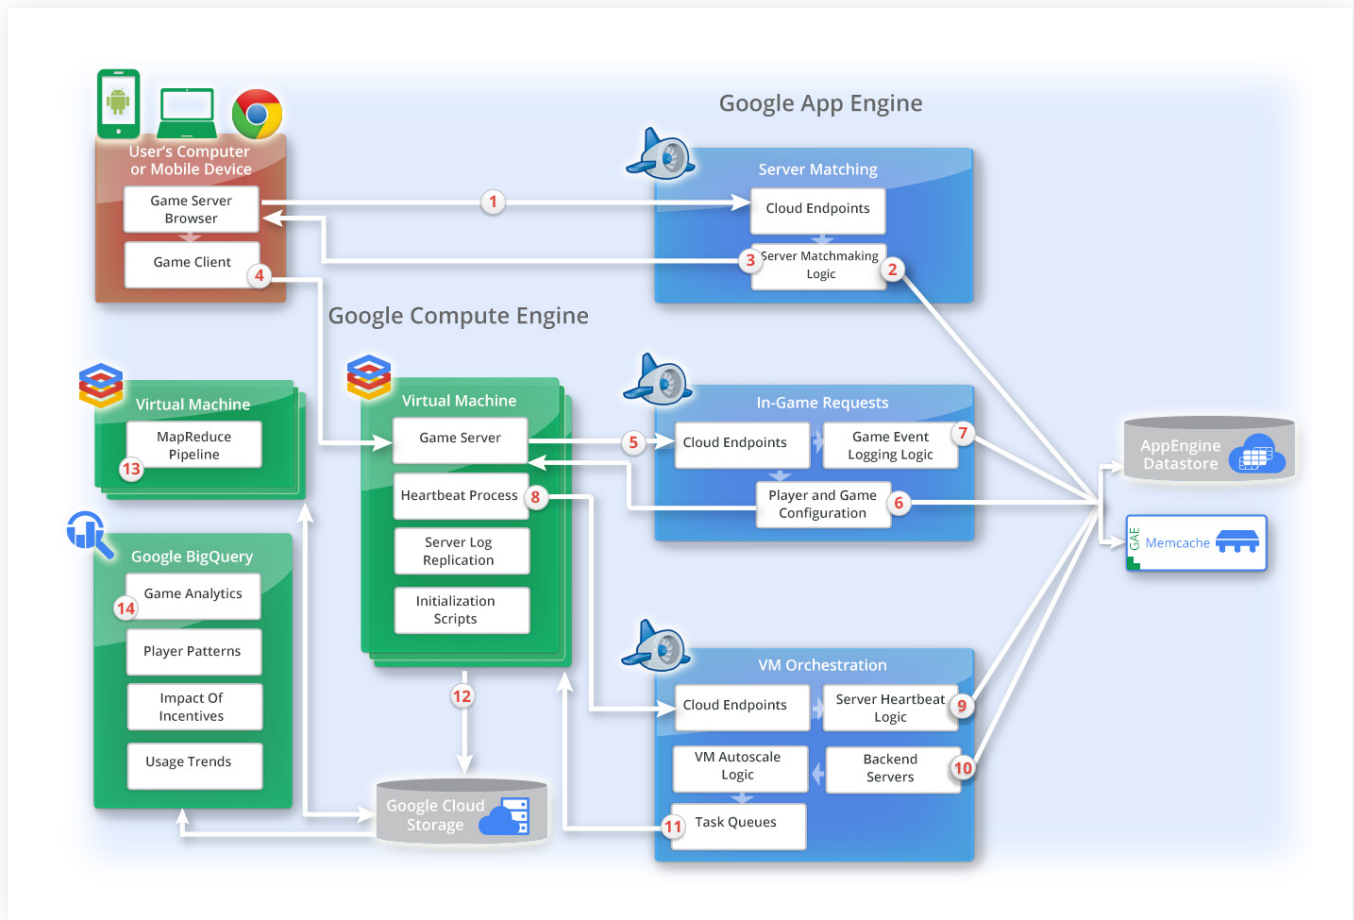 Google App Engine
User's Computer
or Mobile Device
Game Server
Browser
Game Client
4
1
3
Server Matching
Cloud Endpoints
Server Matchmaking
Logic
2
Google Compute Engine
Virtual Machine
MapReduce
Pipeline
13
Virtual Machine
Game Server
Heartbeat Process
8
Server Log
Replication
Initialization
Scripts
5
In-Game Requests
Cloud Endpoints
Game Event
Logging Logic
7
Player and Game
Configuration
6
AppEngine
Datastore
GAE
Memcache
Google BigQuery
Game Analytics
14
Player Patterns
Impact Of
Incentives
Usage Trends
12
Google Cloud
Storage
VM Orchestration
Cloud Endpoints
Server Heartbeat
Logic
9
VM Autoscale
Logic
Backend
Servers
10
Task Queues
11